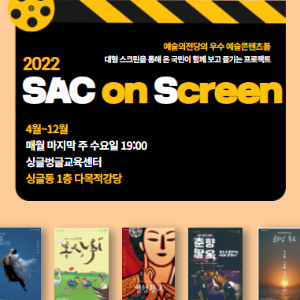 예술의전당의 우수 예술콘텐츠를
대형 스크린을 통해 온 국민이 함께 보고 즐기는 프로젝트
2022
SAC on Screen
4월~12월
매월 마지막 주 수요일 19:00
싱글벙글교육센터
싱글동 1층 다목적강당
춘향